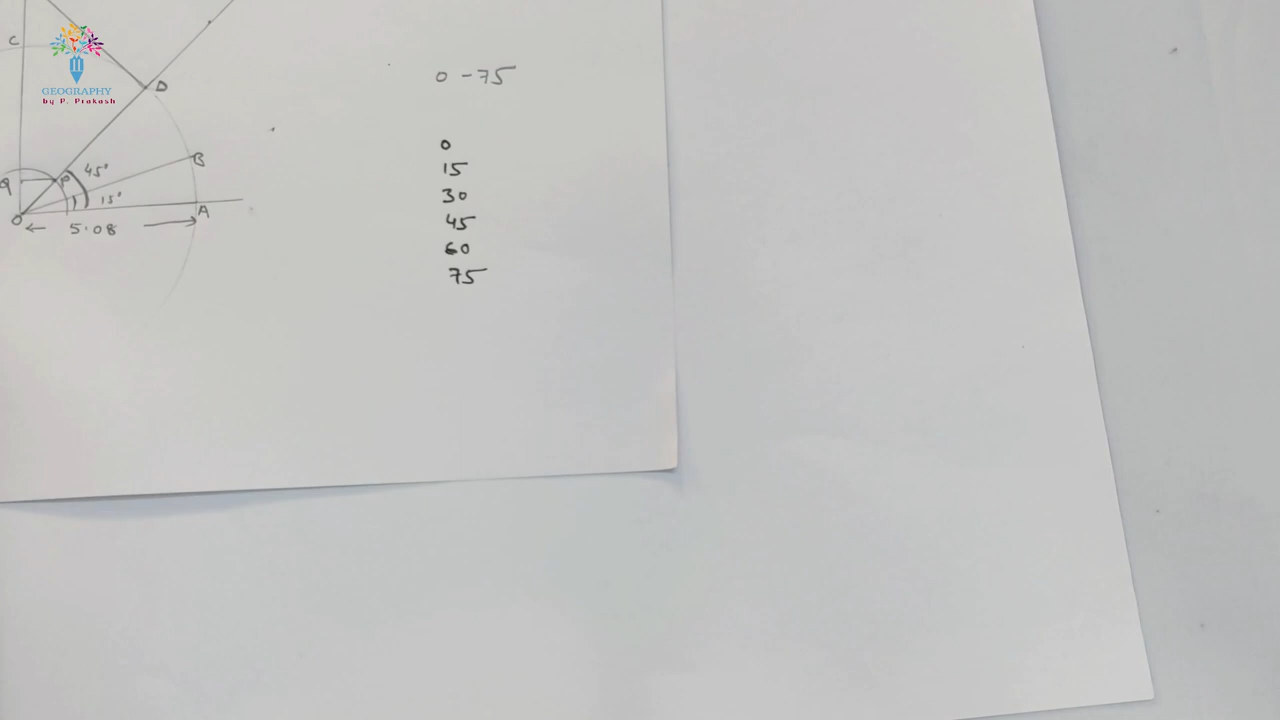 C
GEOGRAPHY
by P. Prakash
D
0 - 75
B
45°
15°
P
q
O
A
5.08
0
15
30
45
60
75